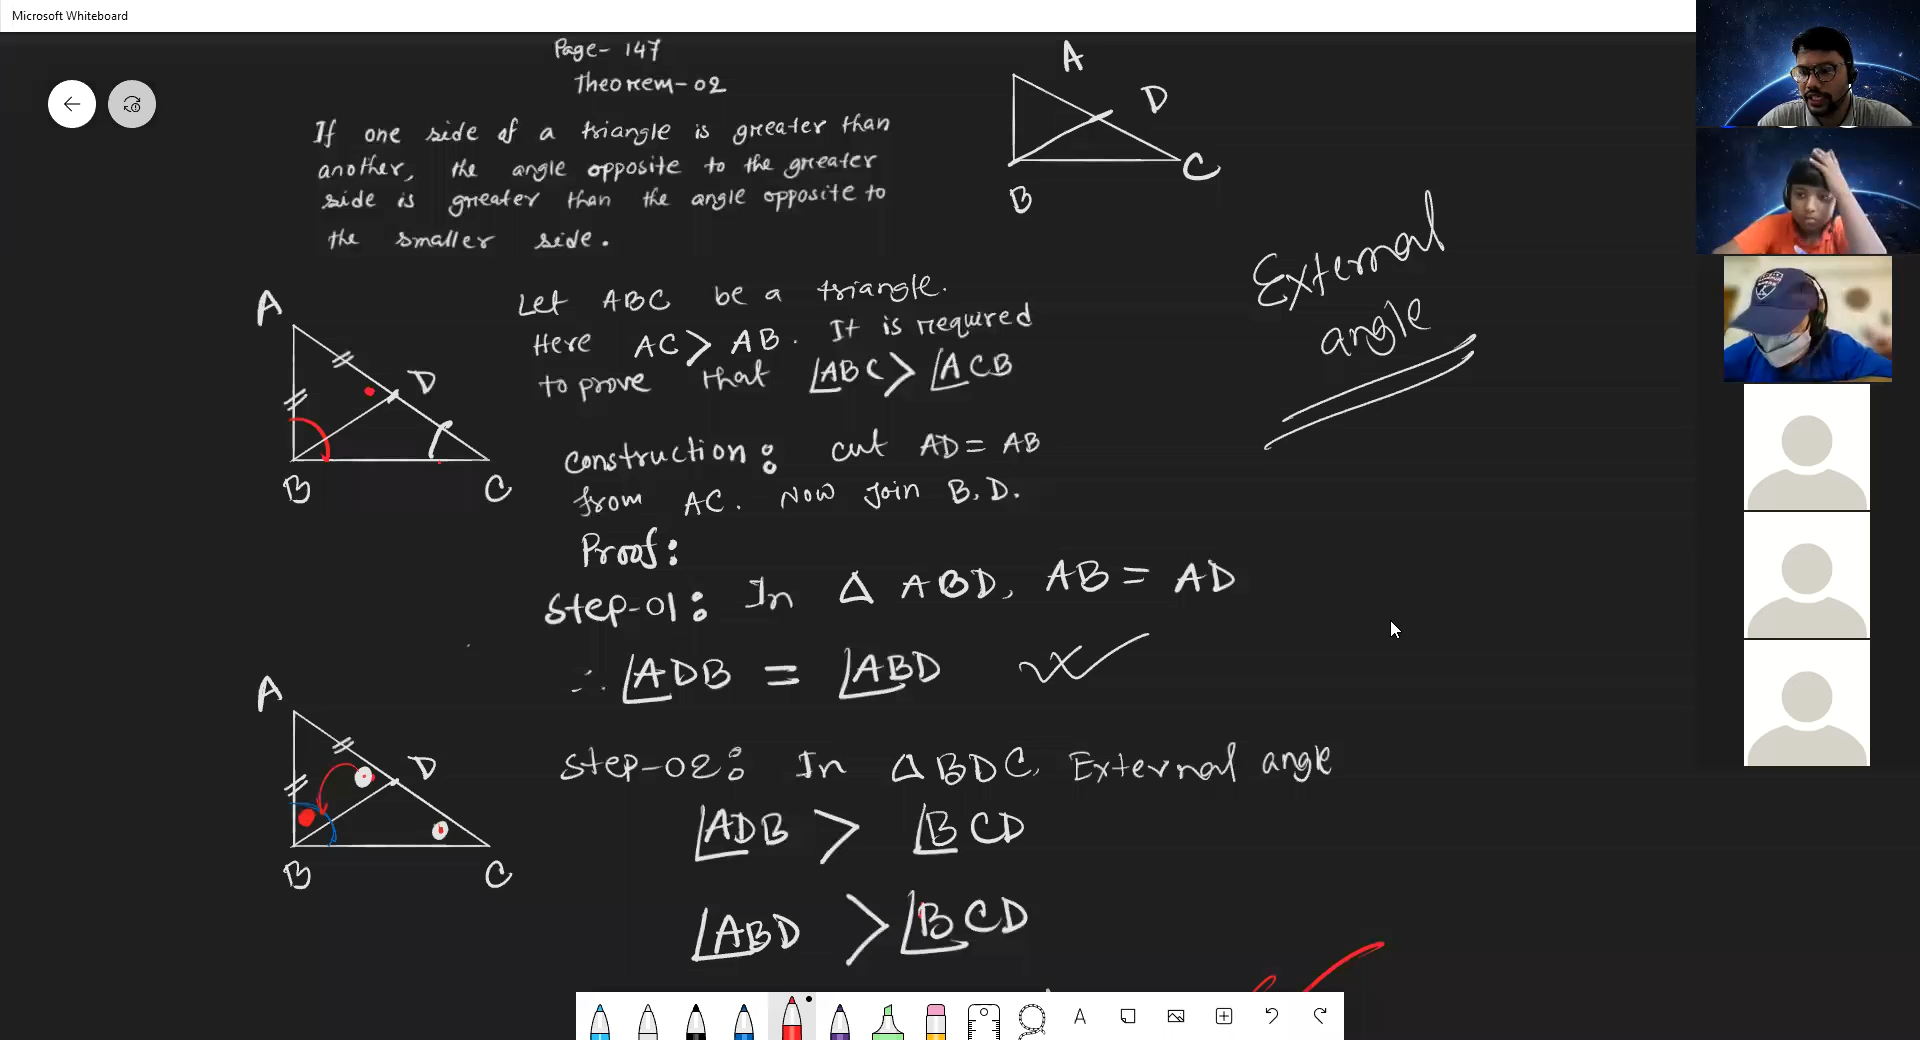 Microsoft Whiteboard
Page- 147
Theorem-02
If one side of a triangle is greater than
another, the angle opposite to the greater
side is greater than the angle opposite to
the smaller side.
A
D
B
C
External
angle
A
D
B
C
Let ABC be a triangle.
Here AC > AB. It is required
to prove that ∠ABC > ∠ACB
Construction: cut AD = AB
from AC. Now join B, D.
Proof:
Step-01: In Δ ABD, AB = AD
∴ ∠ADB = ∠ABD
A
D
B
C
Step-02: In ΔBDC, External angle
∠ADB > ∠BCD
∠ABD > ∠BCD
A